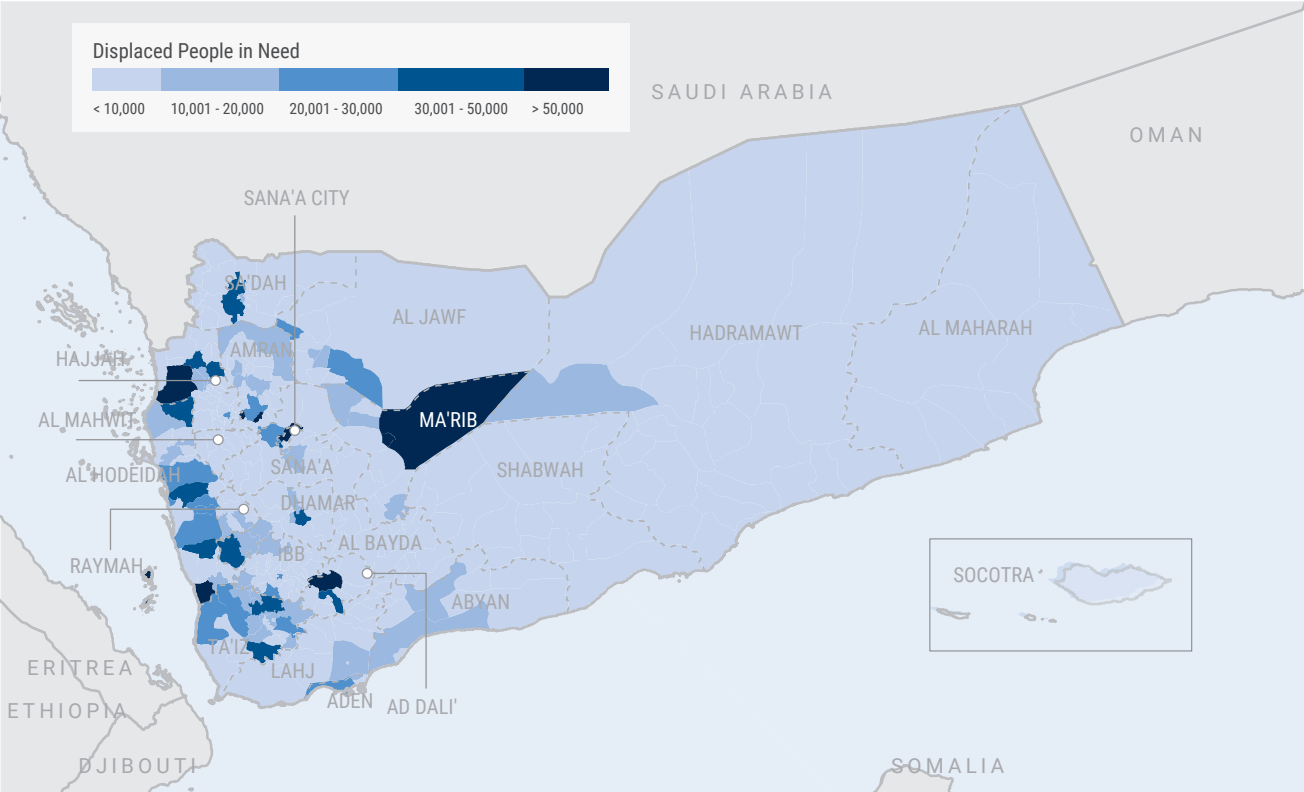 Displaced People in Need
< 10,000 10,001 - 20,000 20,001 - 30,000 30,001 - 50,000 > 50,000
SAUDI ARABIA
OMAN
SANA'A CITY
SA'DAH
AL JAWF
HADRAMAWT
AL MAHARAH
AMRAN
HAJJAH
AL MAHWIT
MA'RIB
SANA'A
SHABWAH
AL HODEIDAH
DHAMAR
AL BAYDA
IBB
RAYMAH
SOCOTRA
ABYAN
TA'IZ
LAHJ
ERITREA
ADEN
AD DALI'
ETHIOPIA
DJIBOUTI
SOMALIA